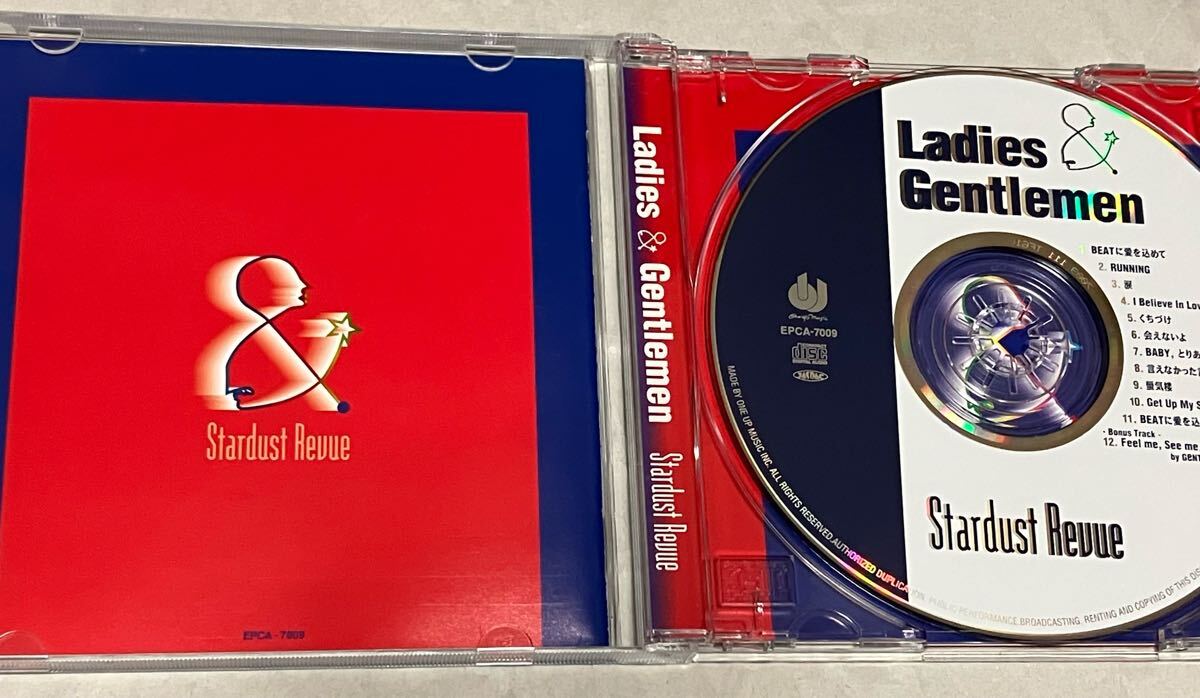 &
Stardust Revue
EPCA-7009
Ladies & Gentlemen Stardust Revue
Ladies &
Gentlemen
1 BEATに愛を込めて
2. RUNNING
3. 涙
4. I Believe In Lov
5. くちづけ
6. 会えないよ
7. BABY, とりあ
8. 言えなかった言
9. 蜃気楼
10. Get Up My S
11. BEATに愛を込
- Bonus Track -
12. Feel me, See me,
by GENT
EPCA-7009
disc
MADE BY ONE UP MUSIC INC. ALL RIGHTS RESERVED.AUTHORIZED DUPLICATION, PUBLIC PERFORMANCE.BROADCASTING, RENTING AND COPYING OF THIS DIS
Stardust Revue